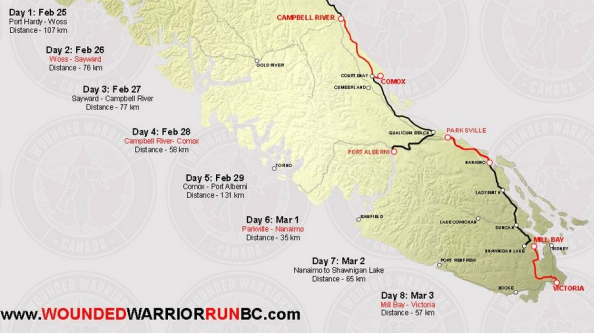 Day 1: Feb 25
Port Hardy - Woss
Distance - 107 km
Day 2: Feb 26
Woss - Sayward
Distance - 76 km
Day 3: Feb 27
Sayward - Campbell River
Distance - 77 km
Day 4: Feb 28
Campbell River- Comox
Distance - 58 km
Day 5: Feb 29
Comox - Port Alberni
Distance - 131 km
Day 6: Mar 1
Parkville - Nanaimo
Distance - 35 km
Day 7: Mar 2
Nanaimo to Shawnigan Lake
Distance - 65 km
Day 8: Mar 3
Mill Bay - Victoria
Distance - 57 km
CAMPBELL RIVER
GOLD RIVER
COURTENAY
COMOX
CUMBERLAND
QUALICUM BEACH
PARKSVILLE
PORT ALBERNI
NANAIMO
TOFINO
LADYSMITH
BAMFIELD
LAKE COWICHAN
DUNCAN
SHAWNIGAN LAKE
MILL BAY
SIDNEY
PORT RENFREW
SOOKE
VICTORIA
www.WOUNDEDWARRIORRUNBC.com